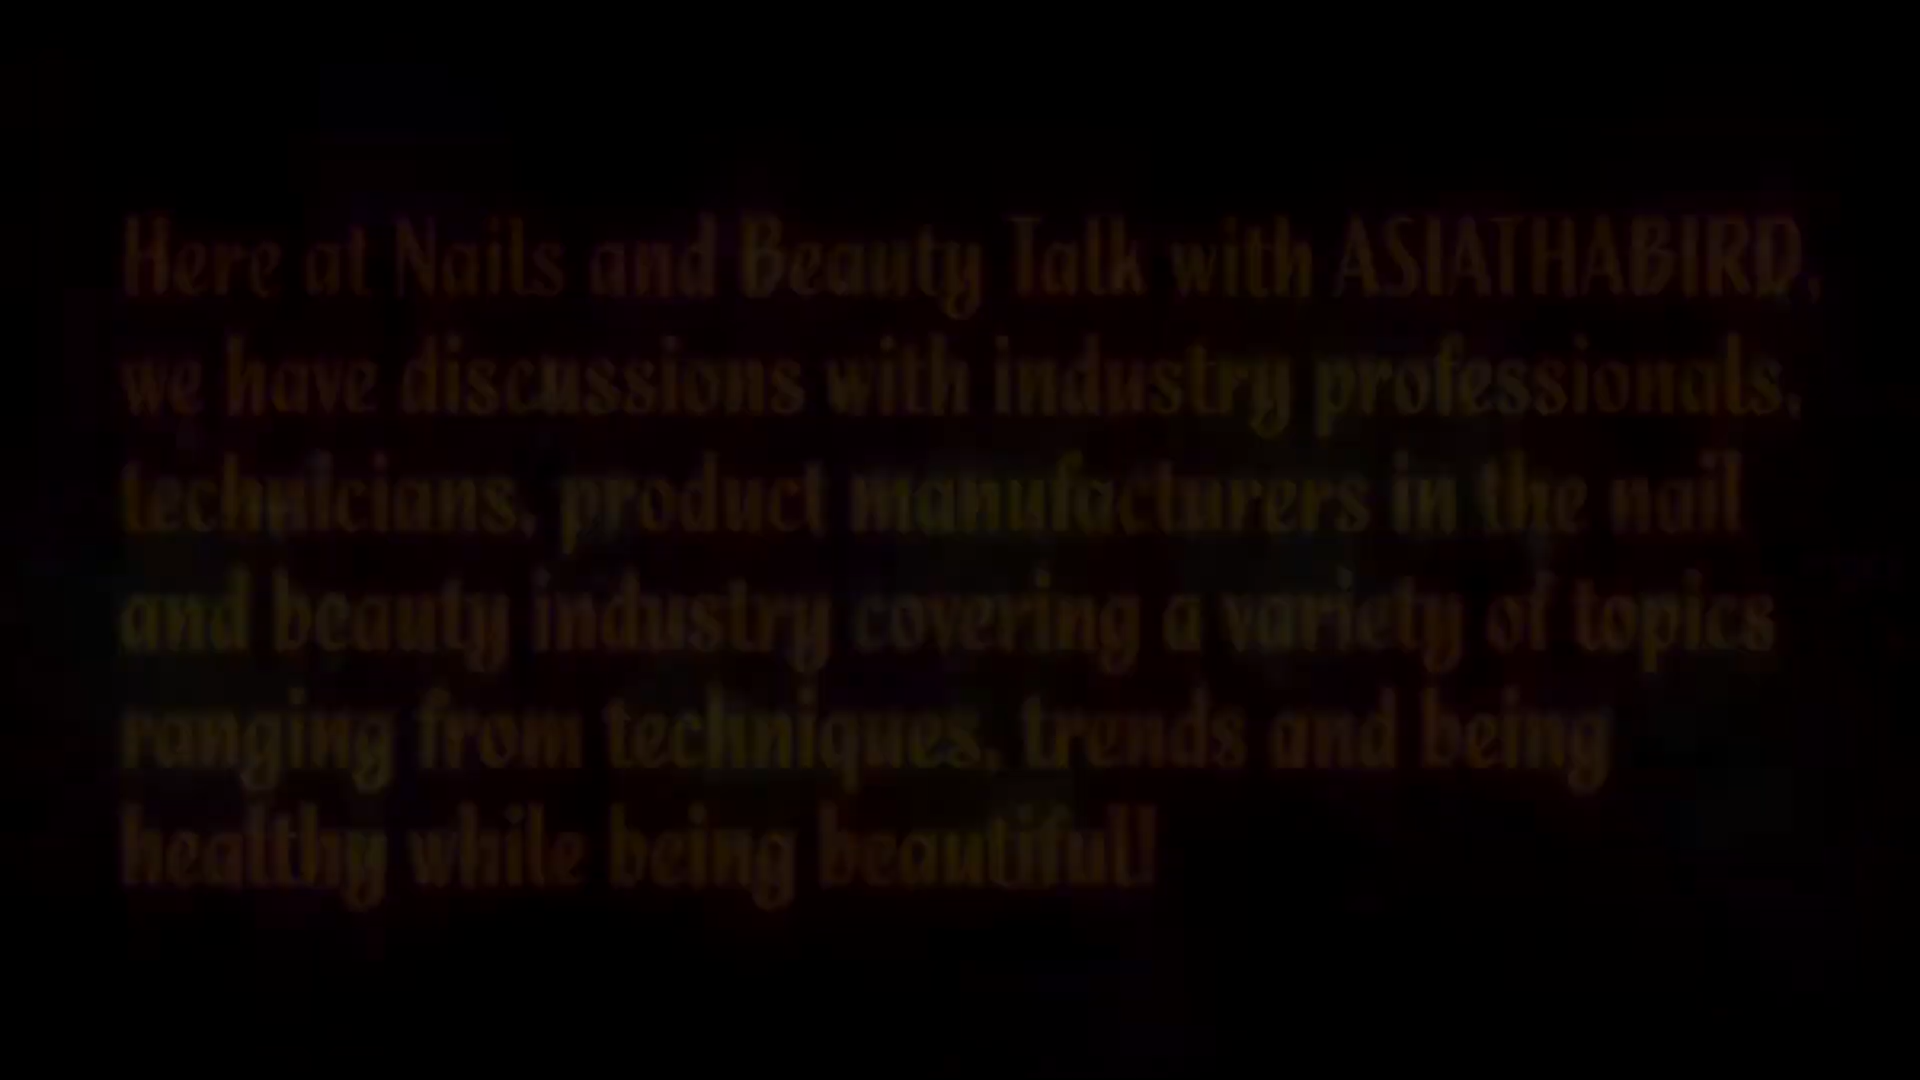 Here at Nails and Beauty Talk with ASIATHABIRD,
we have discussions with industry professionals,
technicians, product manufacturers in the nail
and beauty industry covering a variety of topics
ranging from techniques, trends and being
healthy while being beautiful!